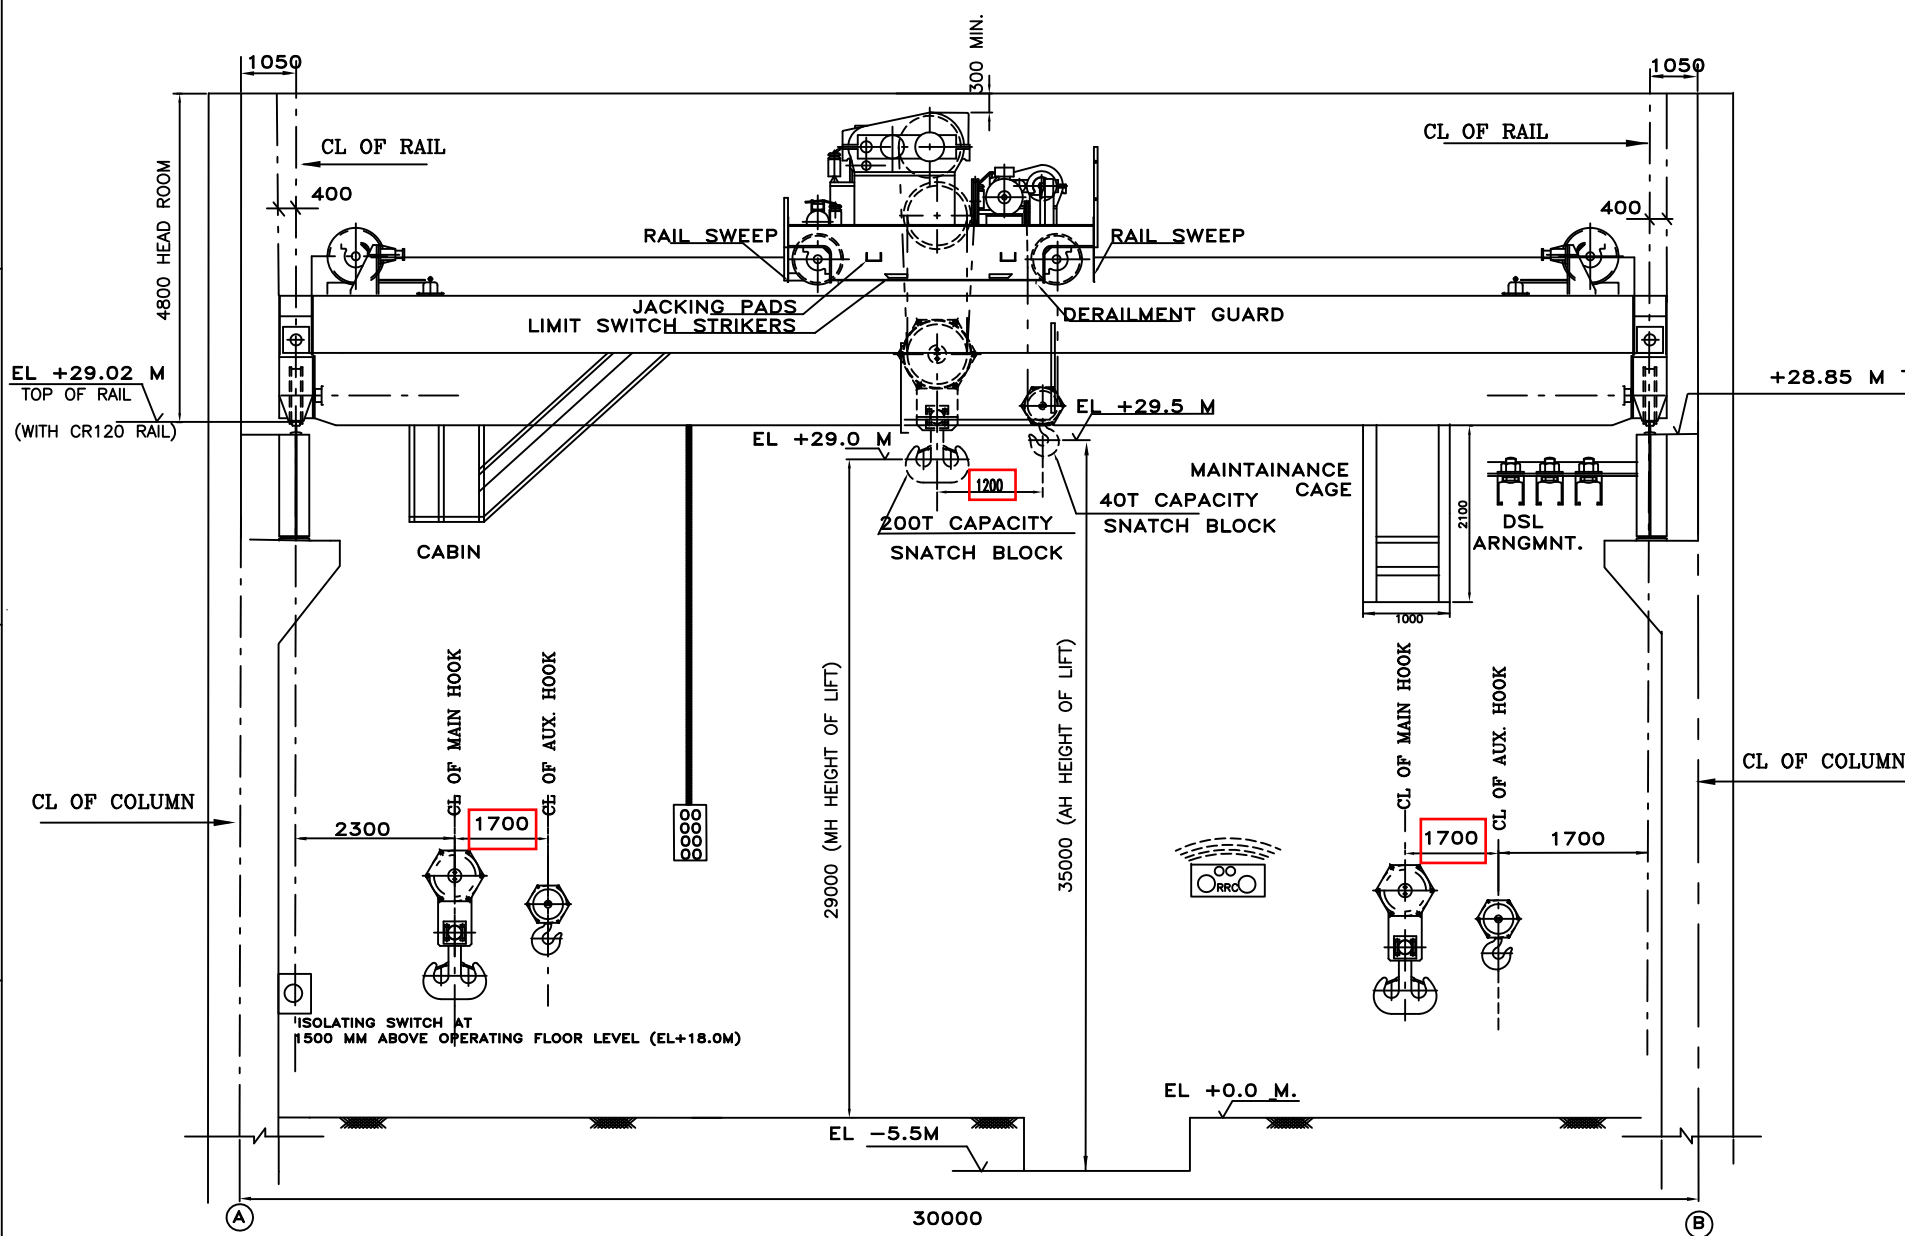 300 MIN.
1050
1050
CL OF RAIL
CL OF RAIL
4800 HEAD ROOM
400
400
RAIL SWEEP
RAIL SWEEP
JACKING PADS
LIMIT SWITCH STRIKERS
DERAILMENT GUARD
EL +29.02 M
TOP OF RAIL
(WITH CR120 RAIL)
+28.85 M
EL +29.5 M
EL +29.0 M
1200
MAINTAINANCE
CAGE
40T CAPACITY
SNATCH BLOCK
200T CAPACITY
SNATCH BLOCK
2100
1000
DSL
ARNGMNT.
CABIN
CL OF MAIN HOOK
CL OF AUX. HOOK
29000 (MH HEIGHT OF LIFT)
35000 (AH HEIGHT OF LIFT)
CL OF MAIN HOOK
CL OF AUX. HOOK
CL OF COLUMN
CL OF COLUMN
2300
1700
1700
1700
RRC
ISOLATING SWITCH AT
1500 MM ABOVE OPERATING FLOOR LEVEL (EL+18.0M)
EL +0.0 M.
EL -5.5M
30000
A
B